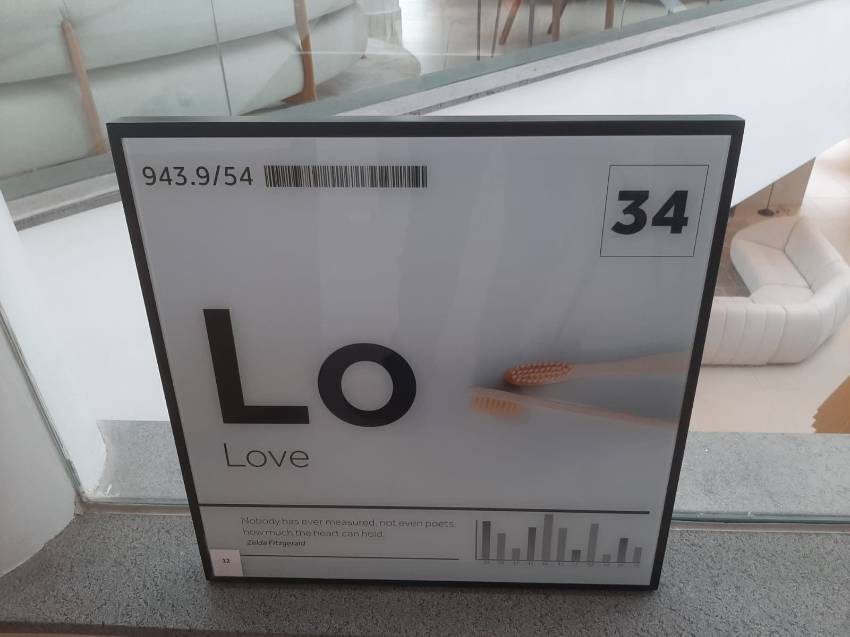 943.9/54
34
Lo
Love
Nobody has ever measured, not even poets,
how much the heart can hold.
Zelda Fitzgerald
32